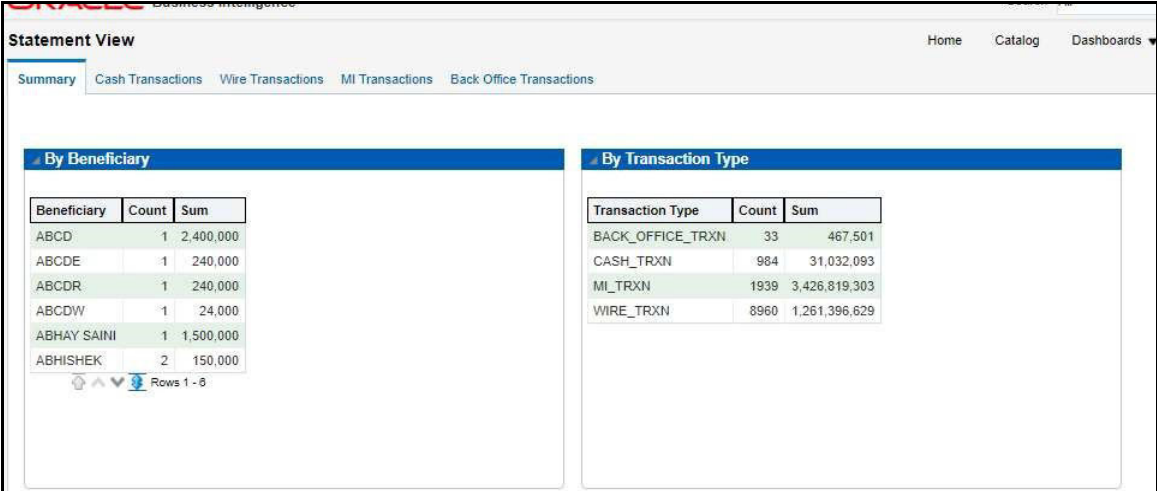 ORACLE Business Intelligence
Statement View
Home Catalog Dashboards
Summary Cash Transactions Wire Transactions MI Transactions Back Office Transactions
By Beneficiary
Beneficiary Count Sum
ABCD 1 2,400,000
ABCDE 1 240,000
ABCDR 1 240,000
ABCDW 1 24,000
ABHAY SAINI 1 1,500,000
ABHISHEK 2 150,000
Rows 1 - 6
By Transaction Type
Transaction Type Count Sum
BACK_OFFICE_TRXN 33 467,501
CASH_TRXN 984 31,032,093
MI_TRXN 1939 3,426,819,303
WIRE_TRXN 8960 1,261,396,629